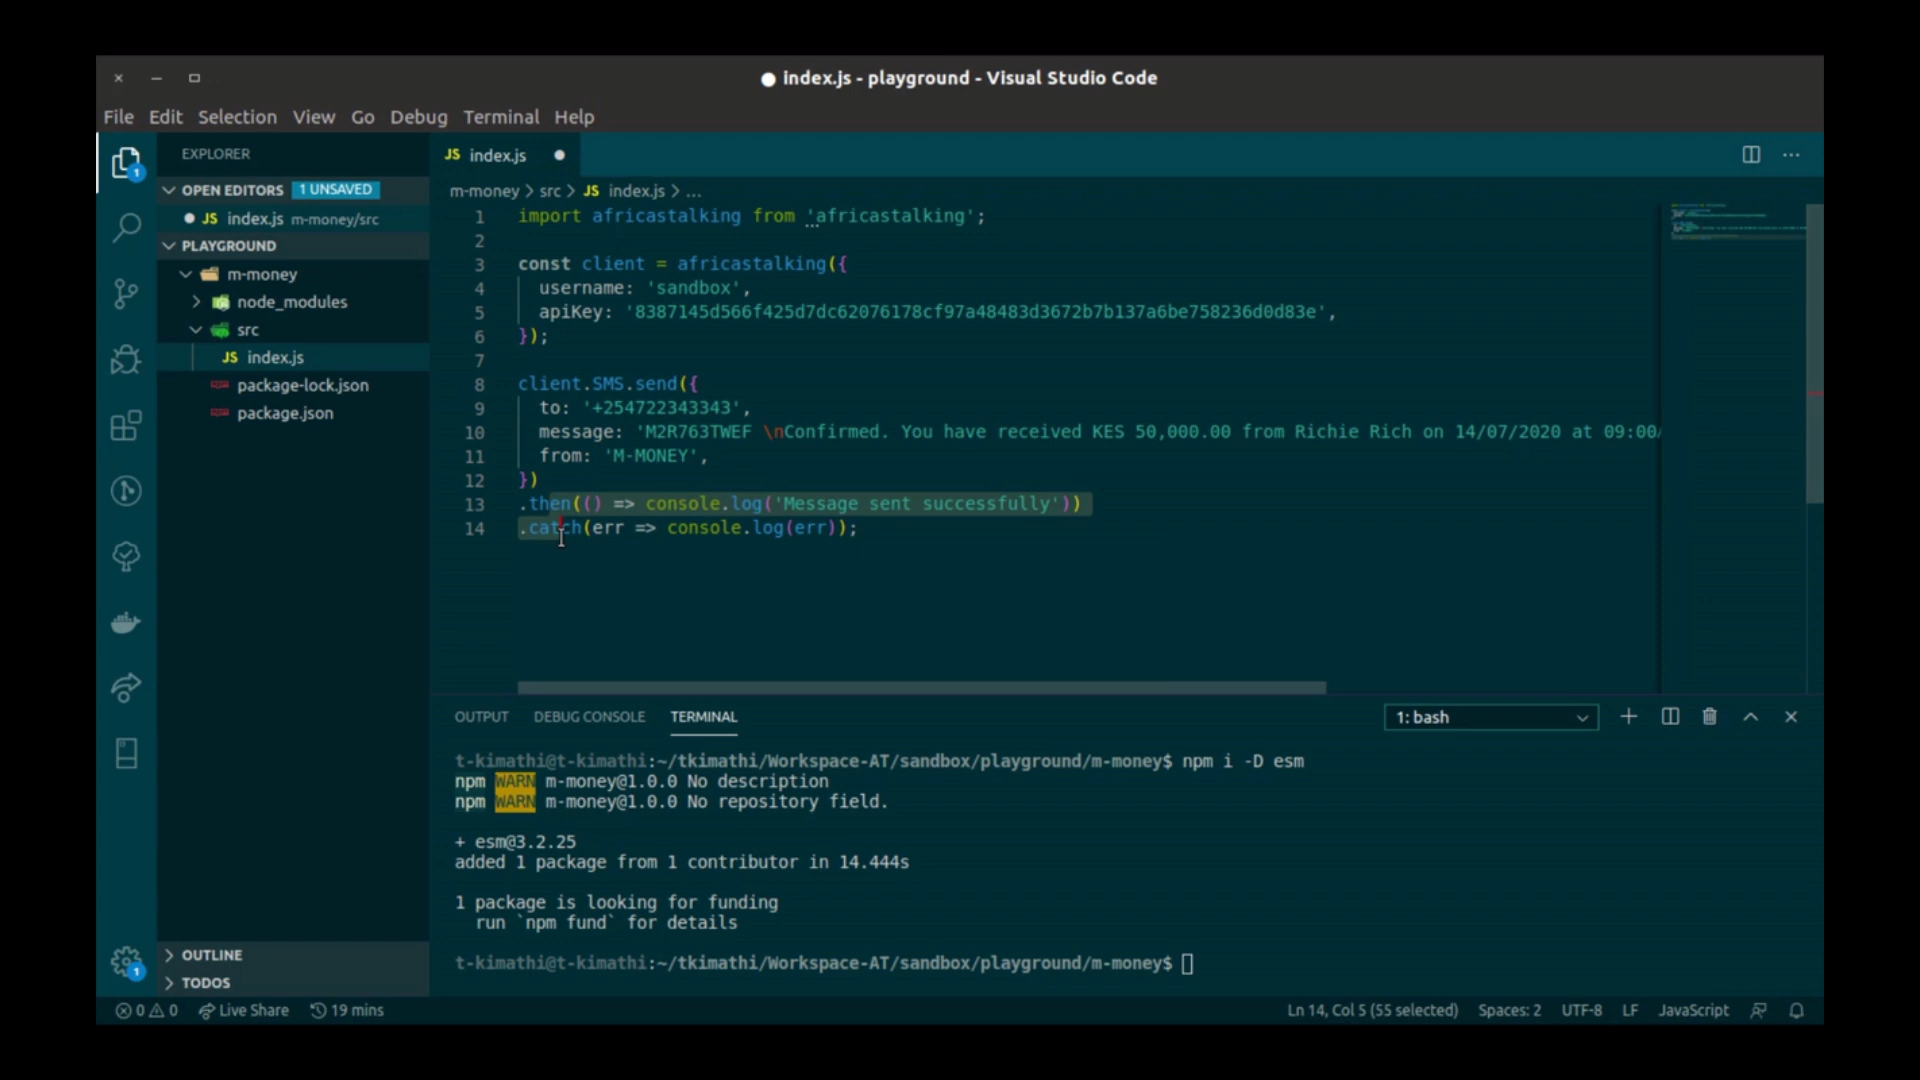 index.js - playground - Visual Studio Code
File Edit Selection View Go Debug Terminal Help
EXPLORER
OPEN EDITORS 1 UNSAVED
JS index.js m-money/src
PLAYGROUND
m-money
node_modules
src
JS index.js
package-lock.json
package.json
OUTLINE
TODOS
JS index.js
m-money > src > JS index.js > ...
1 import africastalking from 'africastalking';
2
3 const client = africastalking({
4 username: 'sandbox',
5 apiKey: '8387145d566f425d7dc62076178cf97a48483d3672b7b137a6be758236d0d83e',
6 });
7
8 client.SMS.send({
9 to: '+254722343343',
10 message: 'M2R763TWEF \nConfirmed. You have received KES 50,000.00 from Richie Rich on 14/07/2020 at 09:00
11 from: 'M-MONEY',
12 })
13 .then(() => console.log('Message sent successfully'))
14 .catch(err => console.log(err));
OUTPUT DEBUG CONSOLE TERMINAL 1: bash
t-kimathi@t-kimathi:~/tkimathi/Workspace-AT/sandbox/playground/m-money$ npm i -D esm
npm WARN m-money@1.0.0 No description
npm WARN m-money@1.0.0 No repository field.
+ esm@3.2.25
added 1 package from 1 contributor in 14.444s
1 package is looking for funding
run `npm fund` for details
t-kimathi@t-kimathi:~/tkimathi/Workspace-AT/sandbox/playground/m-money$
0 0 Live Share 19 mins Ln 14, Col 5 (55 selected) Spaces: 2 UTF-8 LF JavaScript